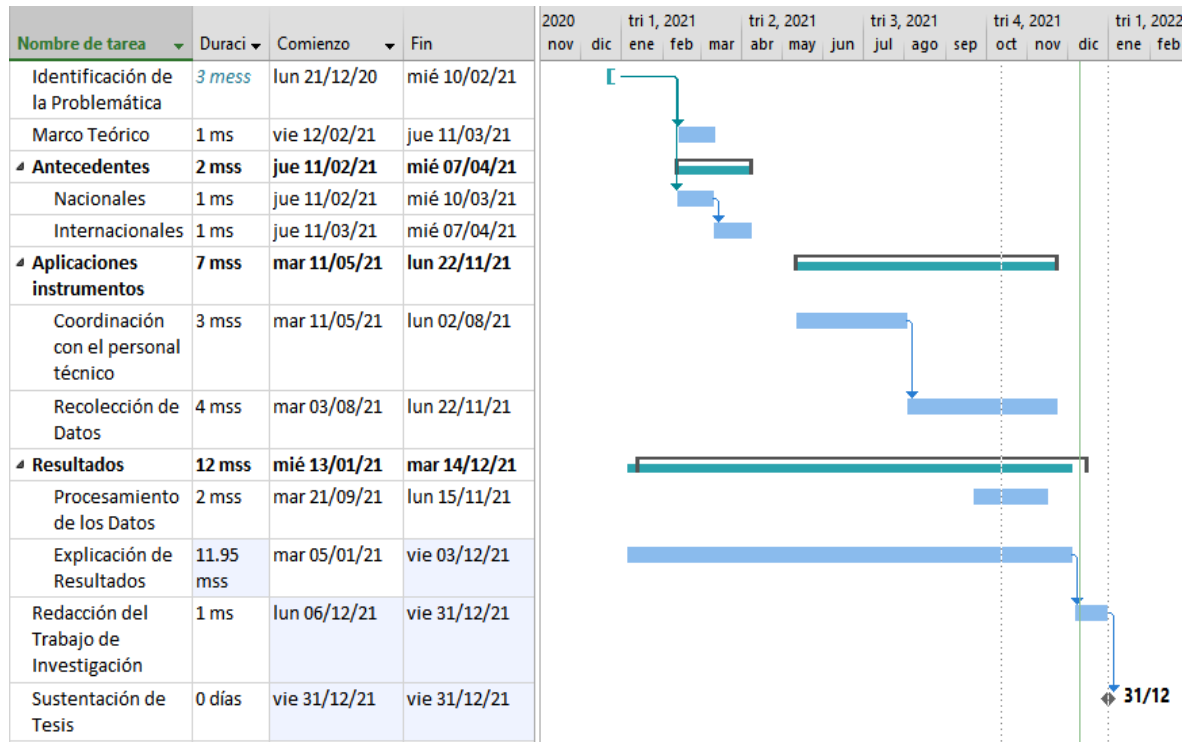 2020 tri 1, 2021 tri 2, 2021 tri 3, 2021 tri 4, 2021 tri 1, 2022
Nombre de tarea Duraci Comienzo Fin nov dic ene feb mar abr may jun jul ago sep oct nov dic ene feb
Identificación de 3 mess lun 21/12/20 mié 10/02/21
la Problemática
Marco Teórico 1 ms vie 12/02/21 jue 11/03/21
Antecedentes 2 mss jue 11/02/21 mié 07/04/21
Nacionales 1 ms jue 11/02/21 mié 10/03/21
Internacionales 1 ms jue 11/03/21 mié 07/04/21
Aplicaciones 7 mss mar 11/05/21 lun 22/11/21
instrumentos
Coordinación 3 mss mar 11/05/21 lun 02/08/21
con el personal
técnico
Recolección de 4 mss mar 03/08/21 lun 22/11/21
Datos
Resultados 12 mss mié 13/01/21 mar 14/12/21
Procesamiento 2 mss mar 21/09/21 lun 15/11/21
de los Datos
Explicación de 11.95 mar 05/01/21 vie 03/12/21
Resultados mss
Redacción del 1 ms lun 06/12/21 vie 31/12/21
Trabajo de
Investigación
Sustentación de 0 días vie 31/12/21 vie 31/12/21 31/12
Tesis